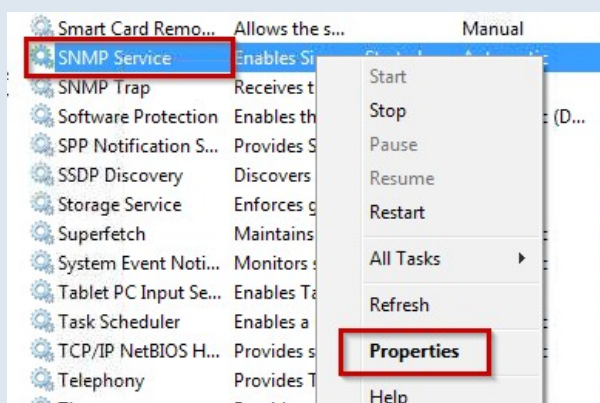 Smart Card Remo... Allows the s... Manual
SNMP Service Enables Si
Start
SNMP Trap Receives t
Stop
Software Protection Enables th (D...
SPP Notification S... Provides S
Pause
SSDP Discovery Discovers
Resume
Storage Service Enforces g
Restart
Superfetch Maintains
System Event Noti... Monitors s
All Tasks
Tablet PC Input Se... Enables Ta
Refresh
Task Scheduler Enables a
TCP/IP NetBIOS H... Provides s
Properties
Telephony Provides T
Help